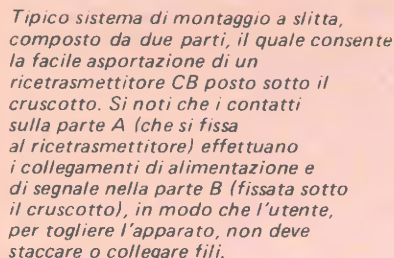 Tipico sistema di montaggio a slitta,
composto da due parti, il quale consente
la facile asportazione di un
ricetrasmettitore CB posto sotto il
cruscotto. Si noti che i contatti
sulla parte A (che si fissa
al ricetrasmettitore) effettuano
i collegamenti di alimentazione e
di segnale nella parte B (fissata sotto
il cruscotto), in modo che l'utente,
per togliere l'apparato, non deve
staccare o collegare fili.